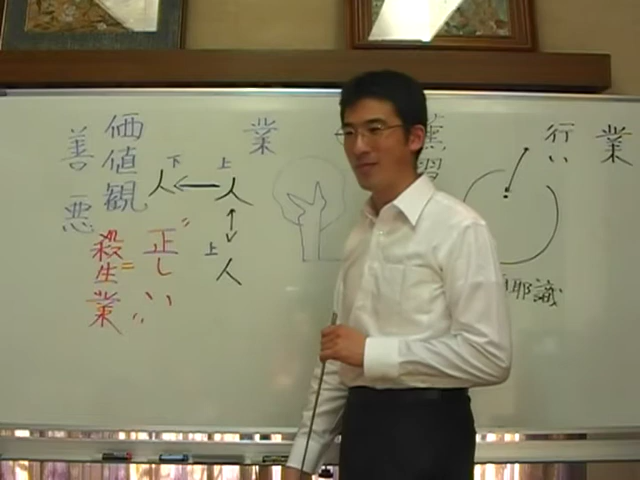 業
行い
薫習
耶識
業
上
人
人
上
人
下
価値観
善 悪
"正しい"
=
殺生業